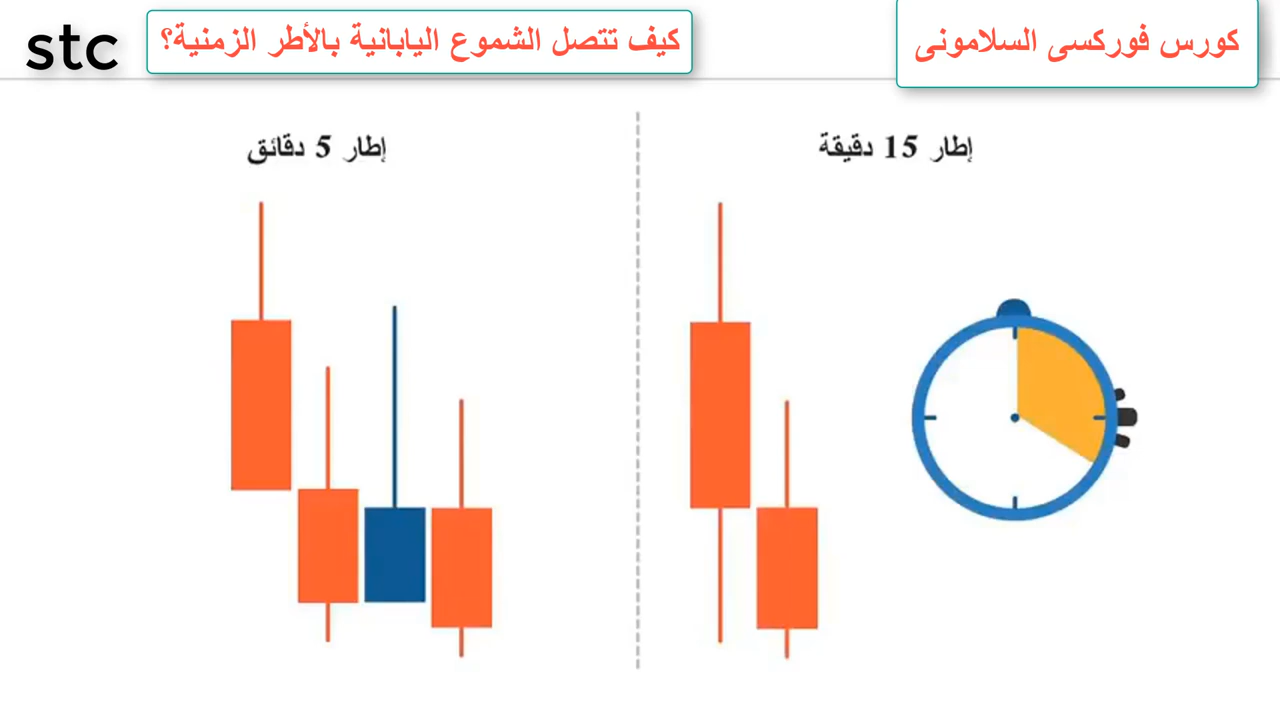 كورس فوركسى السلامونى
كيف تتصل الشموع اليابانية بالأطر الزمنية؟
stc
إطار 15 دقيقة
إطار 5 دقائق